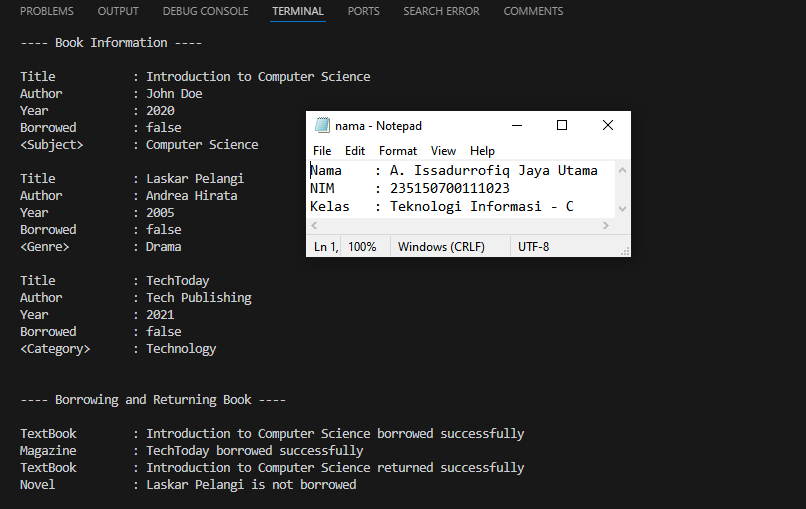 PROBLEMS OUTPUT DEBUG CONSOLE TERMINAL PORTS SEARCH ERROR COMMENTS
---- Book Information ----
Title : Introduction to Computer Science
Author : John Doe
Year : 2020
Borrowed : false
<Subject> : Computer Science
Title : Laskar Pelangi
Author : Andrea Hirata
Year : 2005
Borrowed : false
<Genre> : Drama
Title : TechToday
Author : Tech Publishing
Year : 2021
Borrowed : false
<Category> : Technology
---- Borrowing and Returning Book ----
TextBook : Introduction to Computer Science borrowed successfully
Magazine : TechToday borrowed successfully
TextBook : Introduction to Computer Science returned successfully
Novel : Laskar Pelangi is not borrowed
nama - Notepad
File Edit Format View Help
Nama : A. Issadurrofiq Jaya Utama
NIM : 235150700111023
Kelas : Teknologi Informasi - C
Ln 1, 100% Windows (CRLF) UTF-8